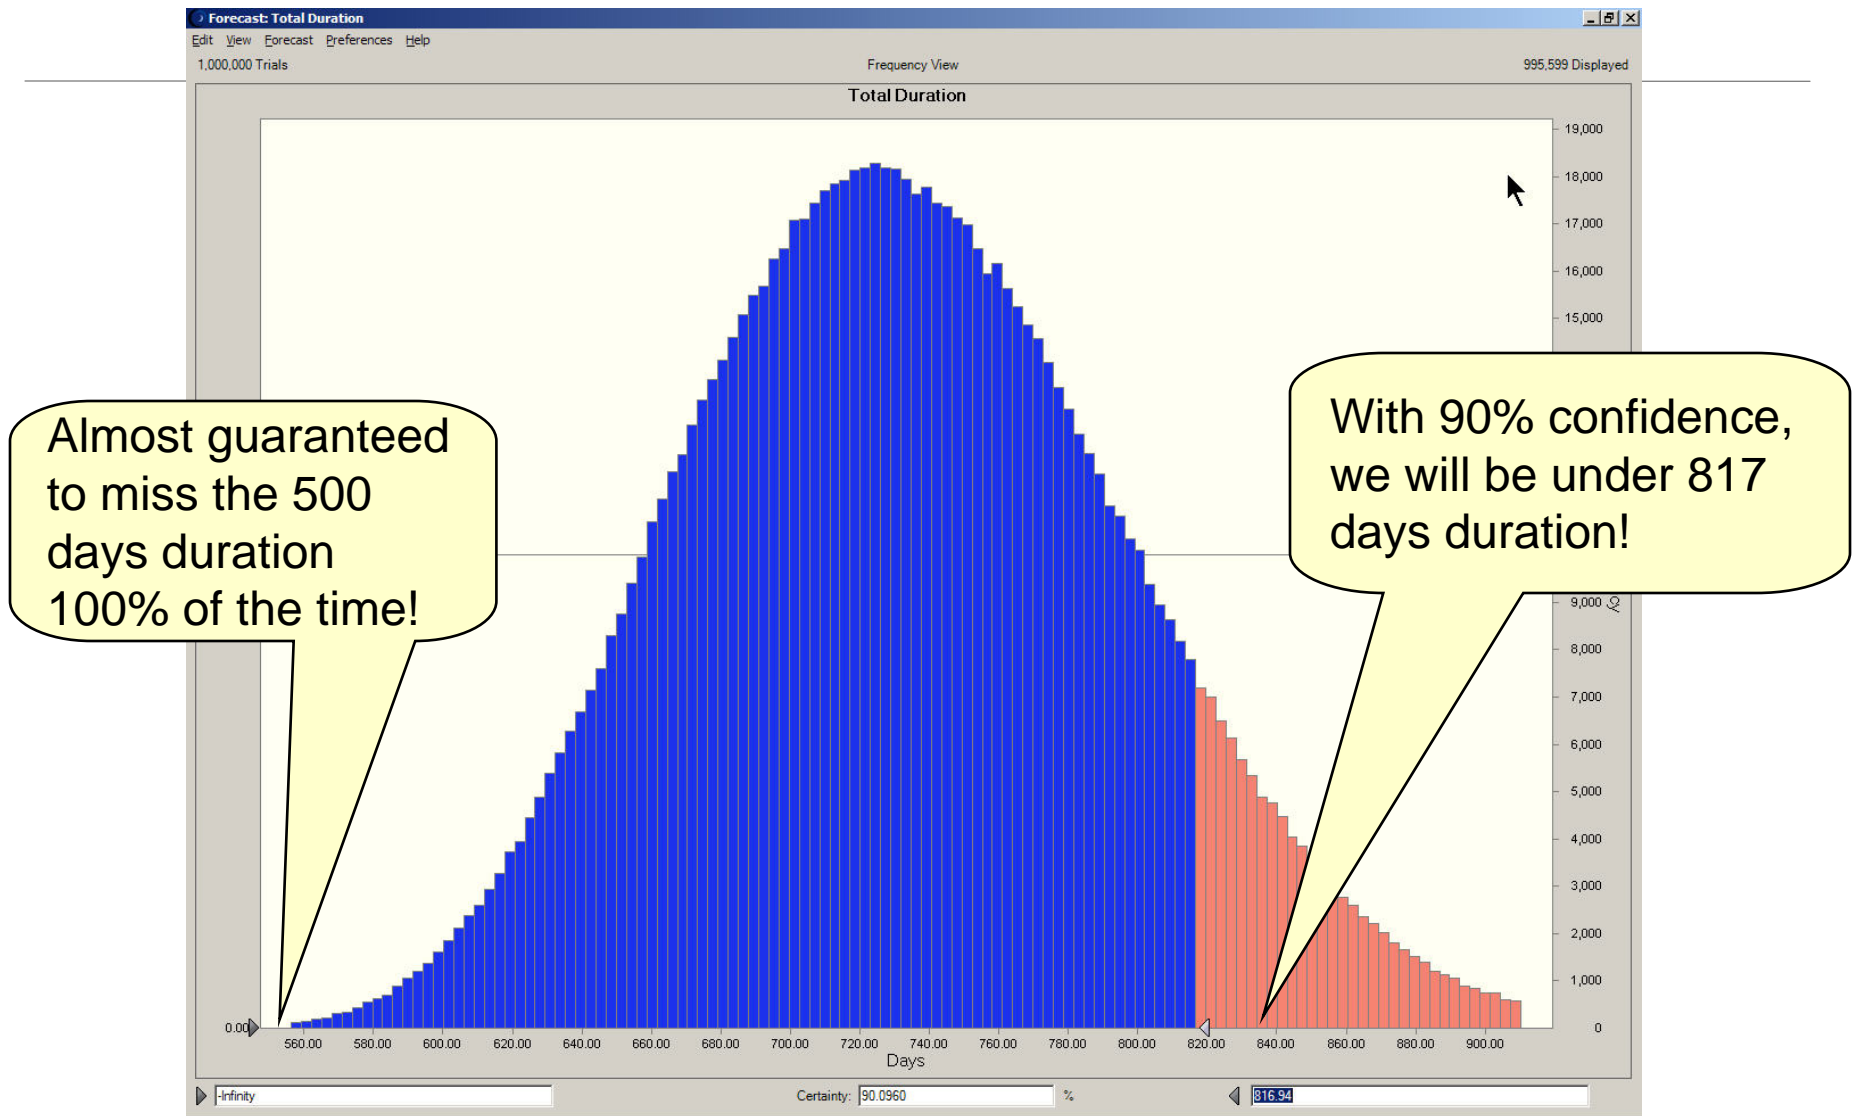 Forecast: Total Duration
Edit View Forecast Preferences Help
1,000,000 Trials
Frequency View
995,599 Displayed
Total Duration
19,000
18,000
17,000
16,000
15,000
With 90% confidence,
we will be under 817
days duration!
Almost guaranteed
to miss the 500
days duration
100% of the time!
9,000
8,000
7,000
6,000
5,000
4,000
3,000
2,000
1,000
0
0.00
560.00 580.00 600.00 620.00 640.00 660.00 680.00 700.00 720.00 740.00 760.00 780.00 800.00 820.00 840.00 860.00 880.00 900.00
Days
-Infinity
Certainty: 90.0960 %
816.94